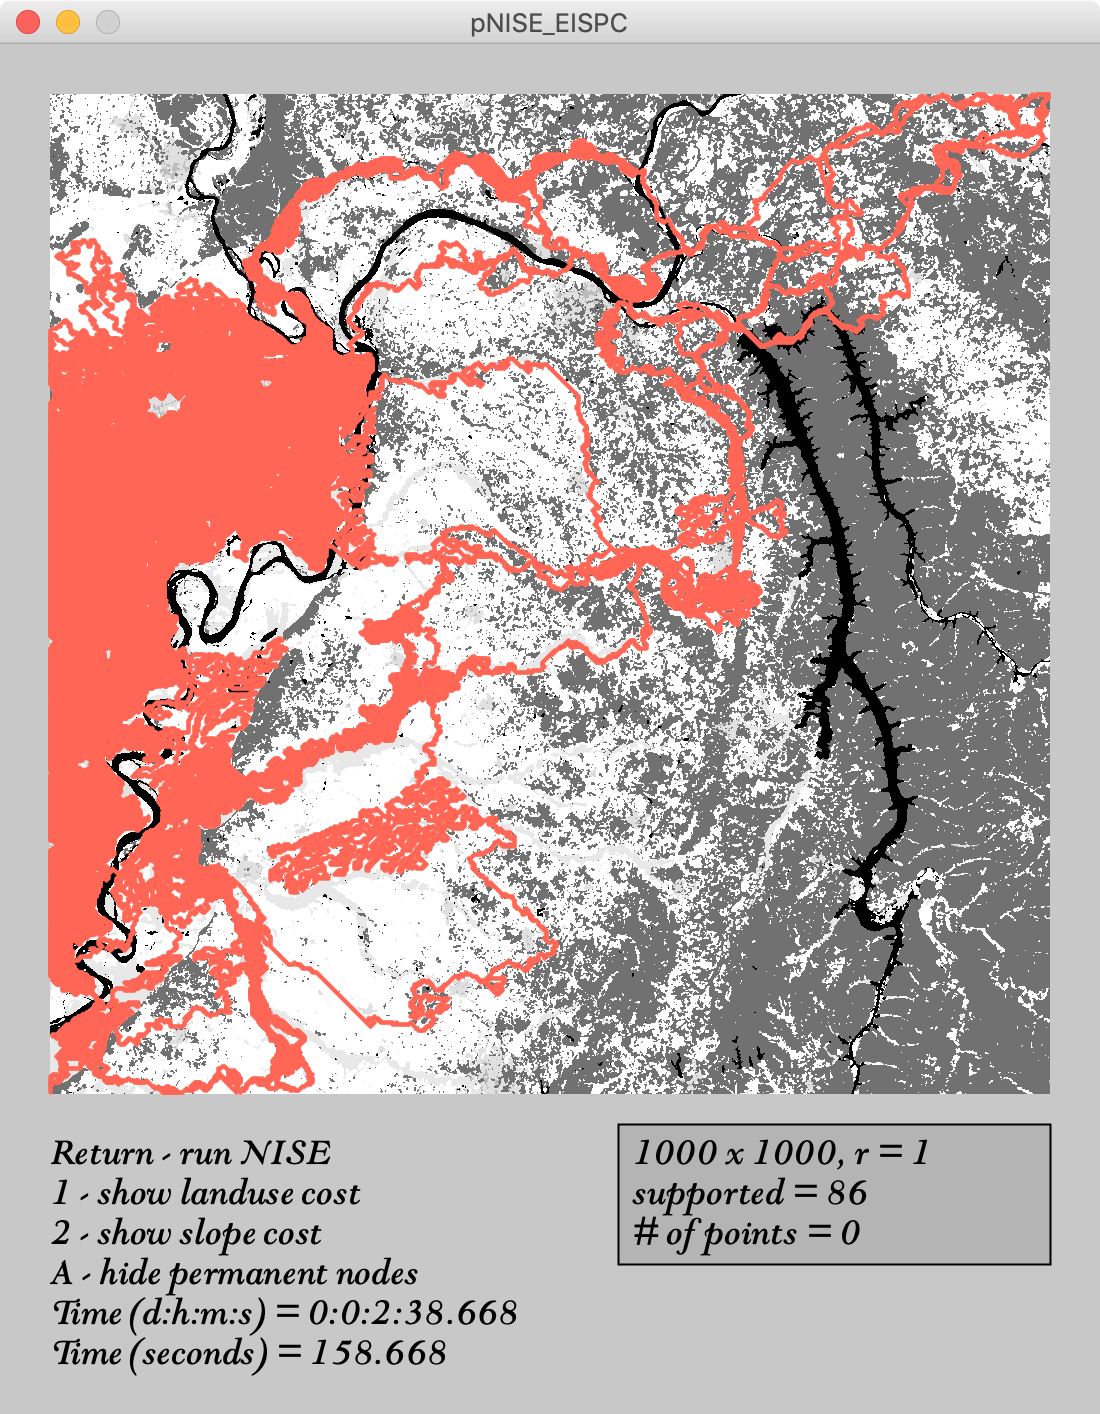 pNISE_EISPC
Return - run NISE
1 - show landuse cost
2 - show slope cost
A - hide permanent nodes
Time (d:h:m:s) = 0:0:2:38.668
Time (seconds) = 158.668
1000 x 1000, r = 1
supported = 86
# of points = 0